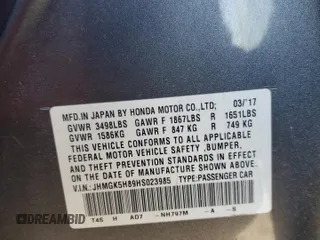 MFD.IN JAPAN BY HONDA MOTOR CO.,LTD; 03/'17
GVWR 3498LBS GAWR F 1867LBS R 1651LBS
GVWR 1586KG GAWR F 847 KG R 749 KG
THIS VEHICLE CONFORMS TO ALL APPLICABLE
FEDERAL MOTOR VEHICLE SAFETY ,BUMPER,
AND THEFT PREVENTION STANDARDS IN EFFECT
ON THE DATE OF MANUFACTURE SHOWN ABOVE.
V.I.N.: JHMGK5H89HS023985 TYPE:PASSENGER CAR
T4S H AD7 -NH797M -A -S
DREAMBID